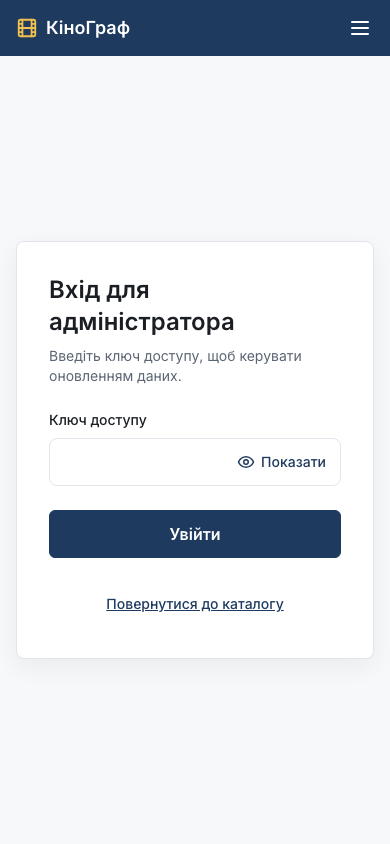 КіноГраф
Вхід для
адміністратора
Введіть ключ доступу, щоб керувати
оновленням даних.
Ключ доступу
Показати
Увійти
Повернутися до каталогу